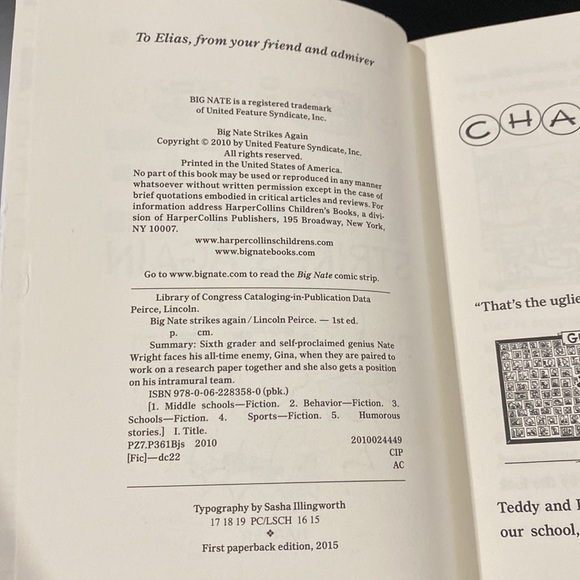 To Elias, from your friend and admirer
BIG NATE is a registered trademark
of United Feature Syndicate, Inc.
Big Nate Strikes Again
Copyright © 2010 by United Feature Syndicate, Inc.
All rights reserved.
Printed in the United States of America.
No part of this book may be used or reproduced in any manner
whatsoever without written permission except in the case of
brief quotations embodied in critical articles and reviews. For
information address HarperCollins Children's Books, a divi-
sion of HarperCollins Publishers, 195 Broadway, New York,
NY 10007.
www.harpercollinschildrens.com
www.bignatebooks.com
Go to www.bignate.com to read the Big Nate comic strip.
Library of Congress Cataloging-in-Publication Data
Peirce, Lincoln.
Big Nate strikes again / Lincoln Peirce. — 1st ed.
p. cm.
Summary: Sixth grader and self-proclaimed genius Nate
Wright faces his all-time enemy, Gina, when they are paired to
work on a research paper together and she also gets a position
on his intramural team.
ISBN 978-0-06-228358-0 (pbk.)
[1. Middle schools—Fiction. 2. Behavior—Fiction. 3.
Schools—Fiction. 4. Sports—Fiction. 5. Humorous
stories.] I. Title.
PZ7.P361Bjs 2010 2010024449
[Fic]—dc22 CIP
AC
Typography by Sasha Illingworth
17 18 19 PC/LSCH 16 15
❖
First paperback edition, 2015
CHA
"That's the uglie
G
Teddy and
our school,